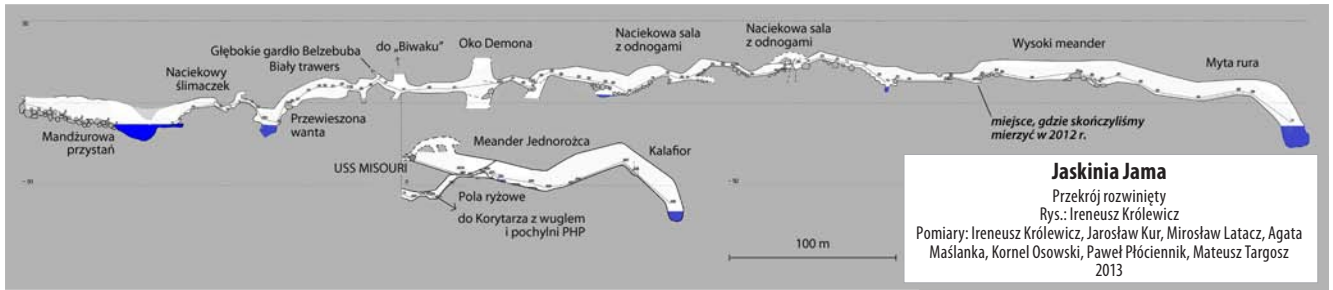 30
Głębokie gardło Belzebuba
do „Biwaku”
Oko Demona
Naciekowa sala
z odnogami
Naciekowa sala
z odnogami
Wysoki meander
Biały trawers
Naciekowy
ślimaczek
Myta rura
Mandżurowa
przystań
Przewieszona
wanta
miejsce, gdzie skończyliśmy
mierzyć w 2012 r.
Meander Jednorożca
Kalafior
USS MISOURI
Pola ryżowe
do Korytarza z wuglem
i pochylni PHP
100 m
Jaskinia Jama
Przekrój rozwinięty
Rys.: Ireneusz Królewicz
Pomiary: Ireneusz Królewicz, Jarosław Kur, Mirosław Latacz, Agata
Maślanka, Kornel Osowski, Paweł Płóciennik, Mateusz Targosz
2013